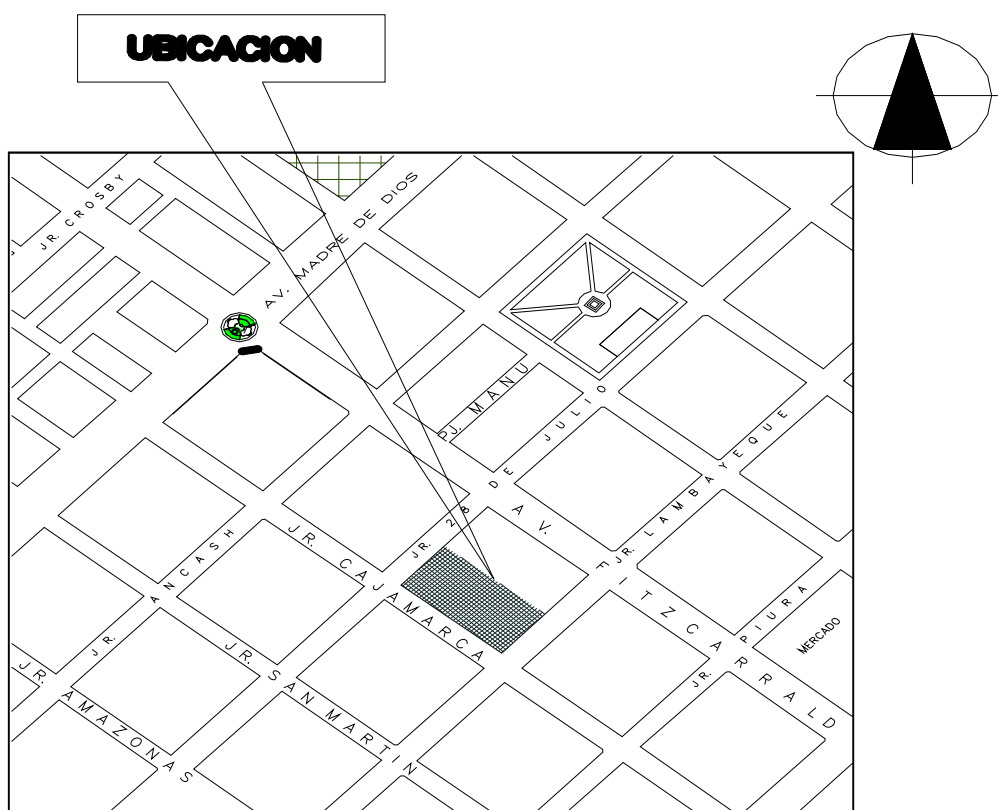 UBICACION
JR. CROSBY
AV. MADRE DE DIOS
PJ. MANU
JR. 28 DE JULIO
JR. LAMBAYEQUE
AV. FITZCARRALD
JR. ANCASH
JR. CAJAMARCA
JR. PIURA
MERCADO
JR. SAN MARTIN
JR. AMAZONAS